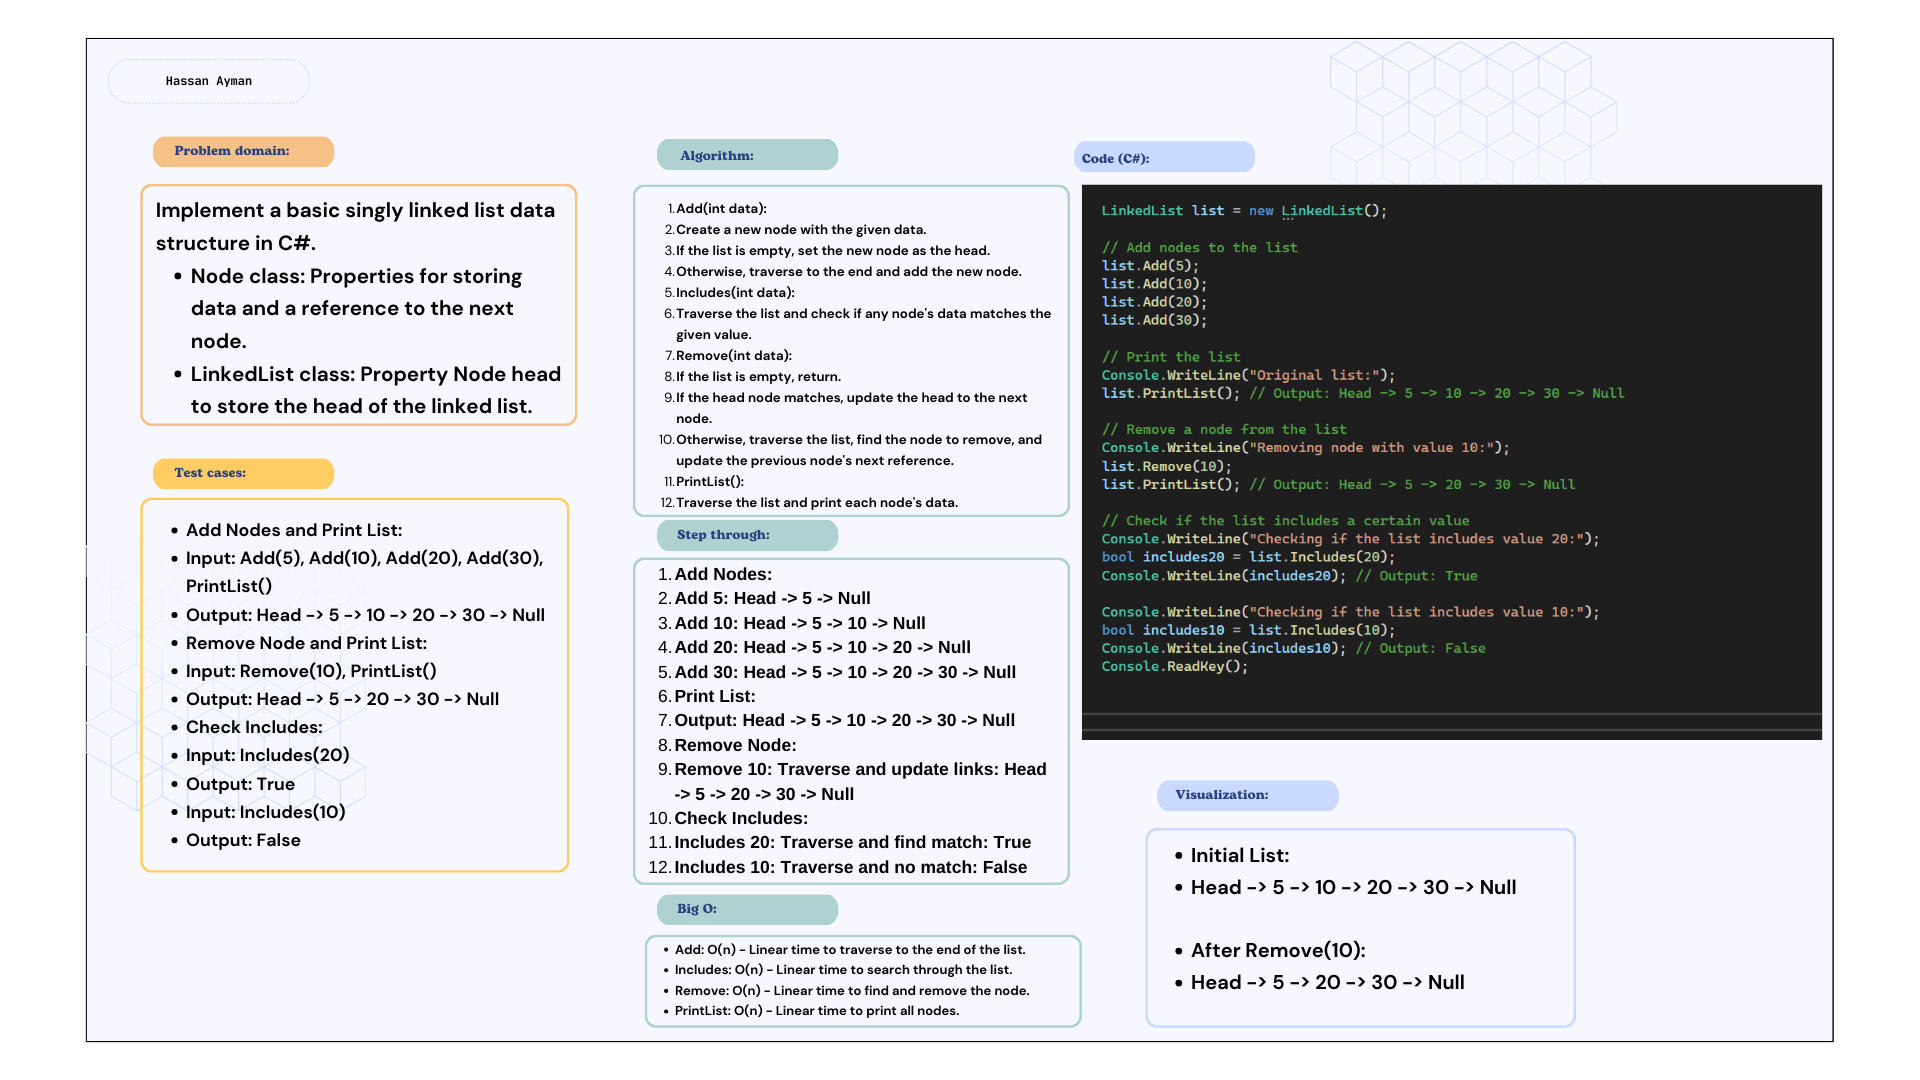 Hassan Ayman
Problem domain:
Implement a basic singly linked list data
structure in C#.
• Node class: Properties for storing
data and a reference to the next
node.
• LinkedList class: Property Node head
to store the head of the linked list.
Test cases:
• Add Nodes and Print List:
• Input: Add(5), Add(10), Add(20), Add(30),
PrintList()
• Output: Head -> 5 -> 10 -> 20 -> 30 -> Null
• Remove Node and Print List:
• Input: Remove(10), PrintList()
• Output: Head -> 5 -> 20 -> 30 -> Null
• Check Includes:
• Input: Includes(20)
• Output: True
• Input: Includes(10)
• Output: False
Algorithm:
1. Add(int data):
2. Create a new node with the given data.
3. If the list is empty, set the new node as the head.
4. Otherwise, traverse to the end and add the new node.
5. Includes(int data):
6. Traverse the list and check if any node's data matches the
given value.
7. Remove(int data):
8. If the list is empty, return.
9. If the head node matches, update the head to the next
node.
10. Otherwise, traverse the list, find the node to remove, and
update the previous node's next reference.
11. PrintList():
12. Traverse the list and print each node's data.
Step through:
1. Add Nodes:
2. Add 5: Head -> 5 -> Null
3. Add 10: Head -> 5 -> 10 -> Null
4. Add 20: Head -> 5 -> 10 -> 20 -> Null
5. Add 30: Head -> 5 -> 10 -> 20 -> 30 -> Null
6. Print List:
7. Output: Head -> 5 -> 10 -> 20 -> 30 -> Null
8. Remove Node:
9. Remove 10: Traverse and update links: Head
-> 5 -> 20 -> 30 -> Null
10. Check Includes:
11. Includes 20: Traverse and find match: True
12. Includes 10: Traverse and no match: False
Big O:
• Add: O(n) - Linear time to traverse to the end of the list.
• Includes: O(n) - Linear time to search through the list.
• Remove: O(n) - Linear time to find and remove the node.
• PrintList: O(n) - Linear time to print all nodes.
Code (C#):
LinkedList list = new LinkedList();
// Add nodes to the list
list.Add(5);
list.Add(10);
list.Add(20);
list.Add(30);
// Print the list
Console.WriteLine("Original list:");
list.PrintList(); // Output: Head -> 5 -> 10 -> 20 -> 30 -> Null
// Remove a node from the list
Console.WriteLine("Removing node with value 10:");
list.Remove(10);
list.PrintList(); // Output: Head -> 5 -> 20 -> 30 -> Null
// Check if the list includes a certain value
Console.WriteLine("Checking if the list includes value 20:");
bool includes20 = list.Includes(20);
Console.WriteLine(includes20); // Output: True
Console.WriteLine("Checking if the list includes value 10:");
bool includes10 = list.Includes(10);
Console.WriteLine(includes10); // Output: False
Console.ReadKey();
Visualization:
• Initial List:
• Head -> 5 -> 10 -> 20 -> 30 -> Null
• After Remove(10):
• Head -> 5 -> 20 -> 30 -> Null